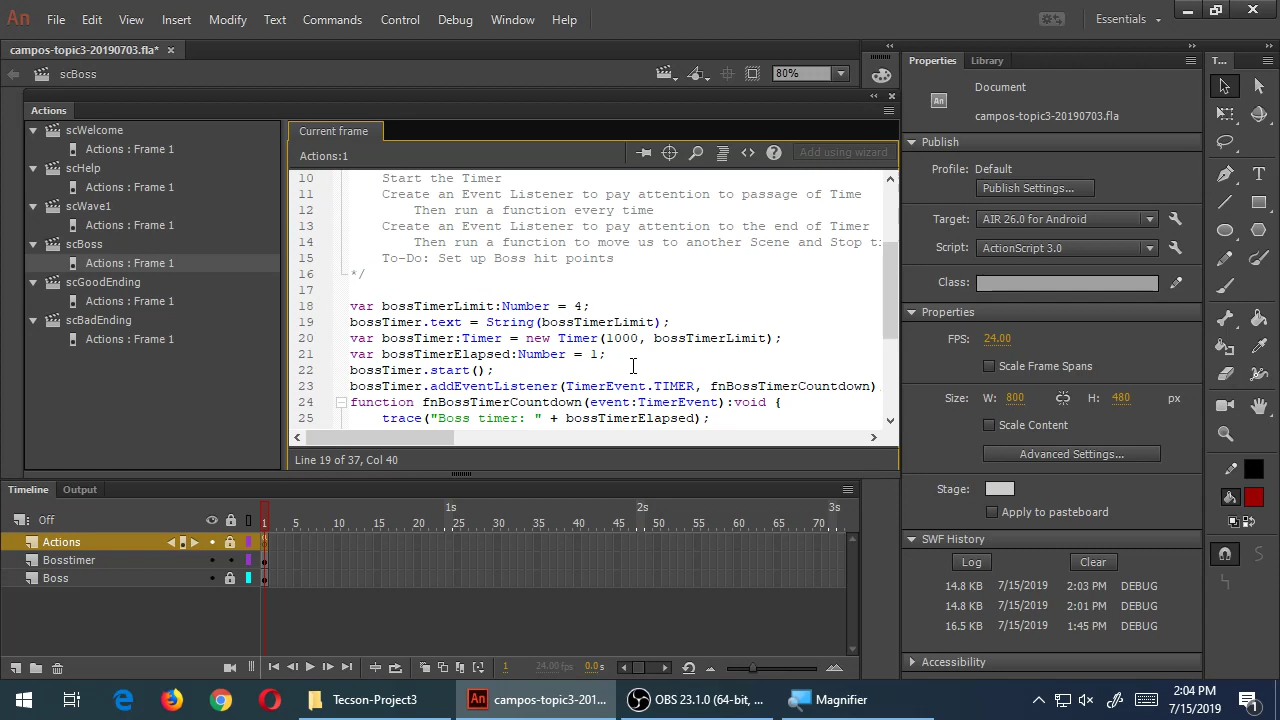 An File Edit View Insert Modify Text Commands Control Debug Window Help Essentials
campos-topic3-20190703.fla*
scBoss 80%
Actions
scWelcome
Actions : Frame 1
scHelp
Actions : Frame 1
scWave1
Actions : Frame 1
scBoss
Actions : Frame 1
scGoodEnding
Actions : Frame 1
scBadEnding
Actions : Frame 1
Current frame
Actions:1 Add using wizard
10 Start the Timer
11 Create an Event Listener to pay attention to passage of Time
12 Then run a function every time
13 Create an Event Listener to pay attention to the end of Timer
14 Then run a function to move us to another Scene and Stop ti
15 To-Do: Set up Boss hit points
16 */
17
18 var bossTimerLimit:Number = 4;
19 bossTimer.text = String(bossTimerLimit);
20 var bossTimer:Timer = new Timer(1000, bossTimerLimit);
21 var bossTimerElapsed:Number = 1;
22 bossTimer.start();
23 bossTimer.addEventListener(TimerEvent.TIMER, fnBossTimerCountdown)
24 function fnBossTimerCountdown(event:TimerEvent):void {
25 trace("Boss timer: " + bossTimerElapsed);
Line 19 of 37, Col 40
Properties Library T...
Document
An campos-topic3-20190703.fla
Publish
Profile: Default
Publish Settings...
Target: AIR 26.0 for Android
Script: ActionScript 3.0
Class:
Properties
FPS: 24.00
Scale Frame Spans
Size: W: 800 H: 480 px
Scale Content
Advanced Settings...
Stage:
Apply to pasteboard
SWF History
Log Clear
14.8 KB 7/15/2019 2:03 PM DEBUG
14.8 KB 7/15/2019 2:01 PM DEBUG
16.5 KB 7/15/2019 1:45 PM DEBUG
Accessibility
Timeline Output
1s 2s 3s
Off 1 5 10 15 20 25 30 35 40 45 50 55 60 65 70
Actions
Bosstimer
Boss
1 24.00 fps 0.0 s
Tecson-Project3 An campos-topic3-201... OBS 23.1.0 (64-bit, ... Magnifier
2:04 PM
7/15/2019
1